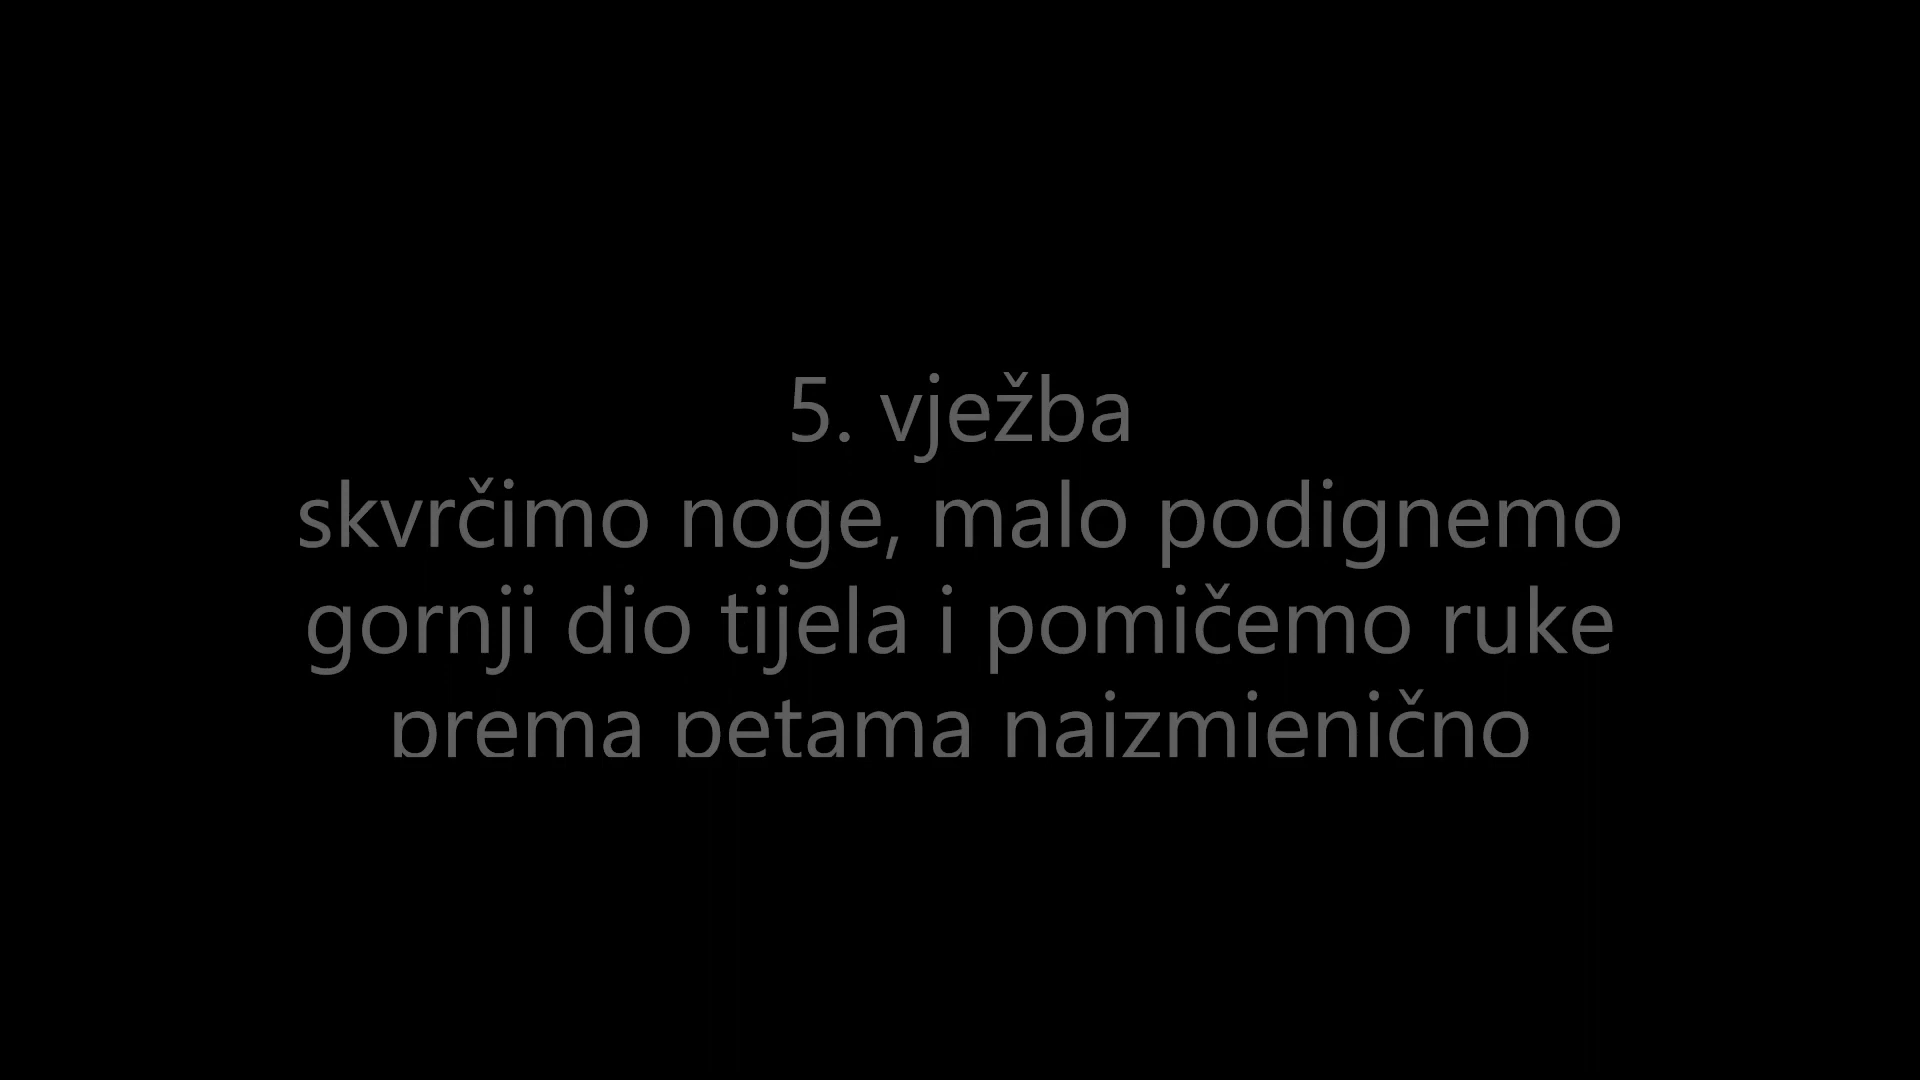 5. vježba
skvrčimo noge, malo podignemo
gornji dio tijela i pomičemo ruke
prema petama naizmjenično